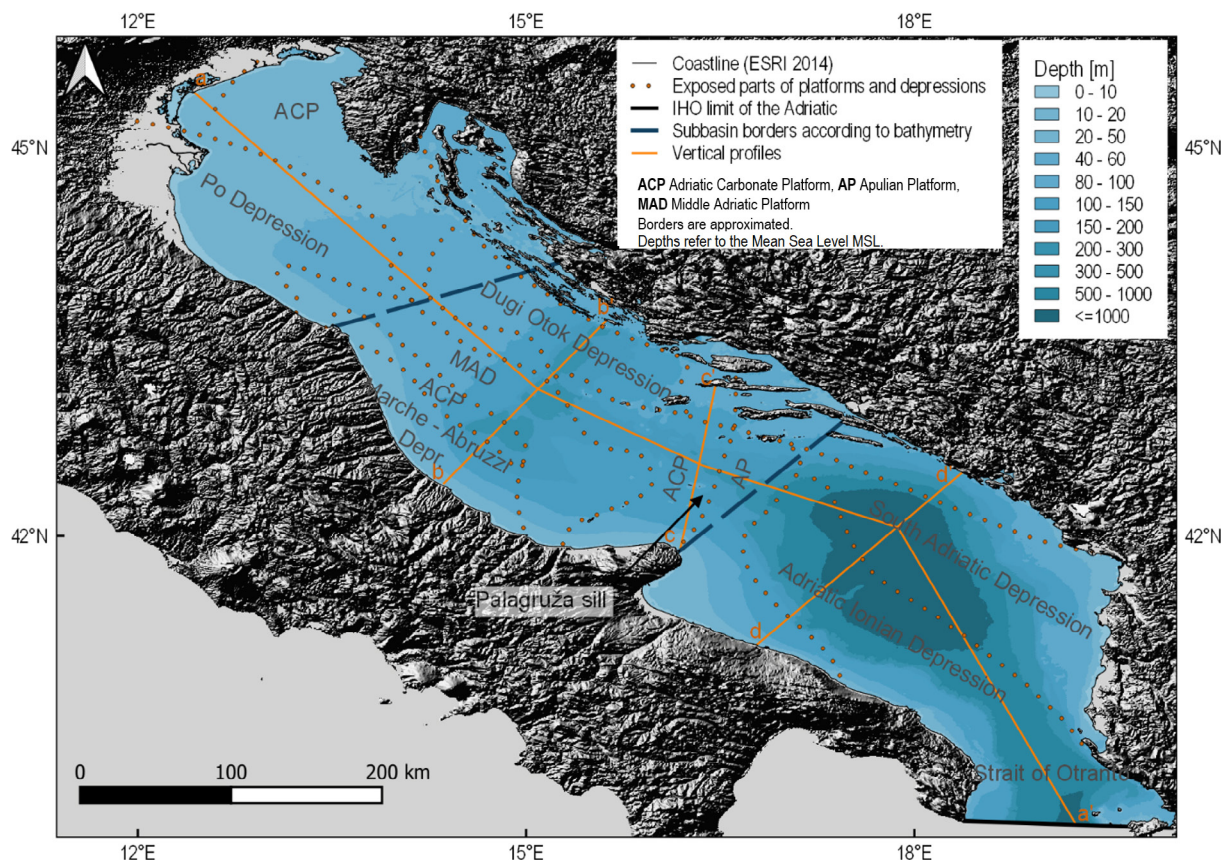 12°E
15°E
18°E
45°N
45°N
42°N
42°N
12°E
15°E
18°E
Coastline (ESRI 2014)
Exposed parts of platforms and depressions
IHO limit of the Adriatic
Subbasin borders according to bathymetry
Vertical profiles
ACP Adriatic Carbonate Platform, AP Apulian Platform,
MAD Middle Adriatic Platform
Borders are approximated.
Depths refer to the Mean Sea Level MSL.
Depth [m]
0 - 10
10 - 20
20 - 50
40 - 60
80 - 100
100 - 150
150 - 200
200 - 300
300 - 500
500 - 1000
<=1000
a
ACP
Po Depression
Dugi Otok Depression
b
MAD
ACP
Marche - Abruzzi
Depr.
b
c
ACP
AP
c
Palagruža sill
d
South Adriatic Depression
Adriatic Ionian Depression
d
Strait of Otranto
a
0
100
200 km